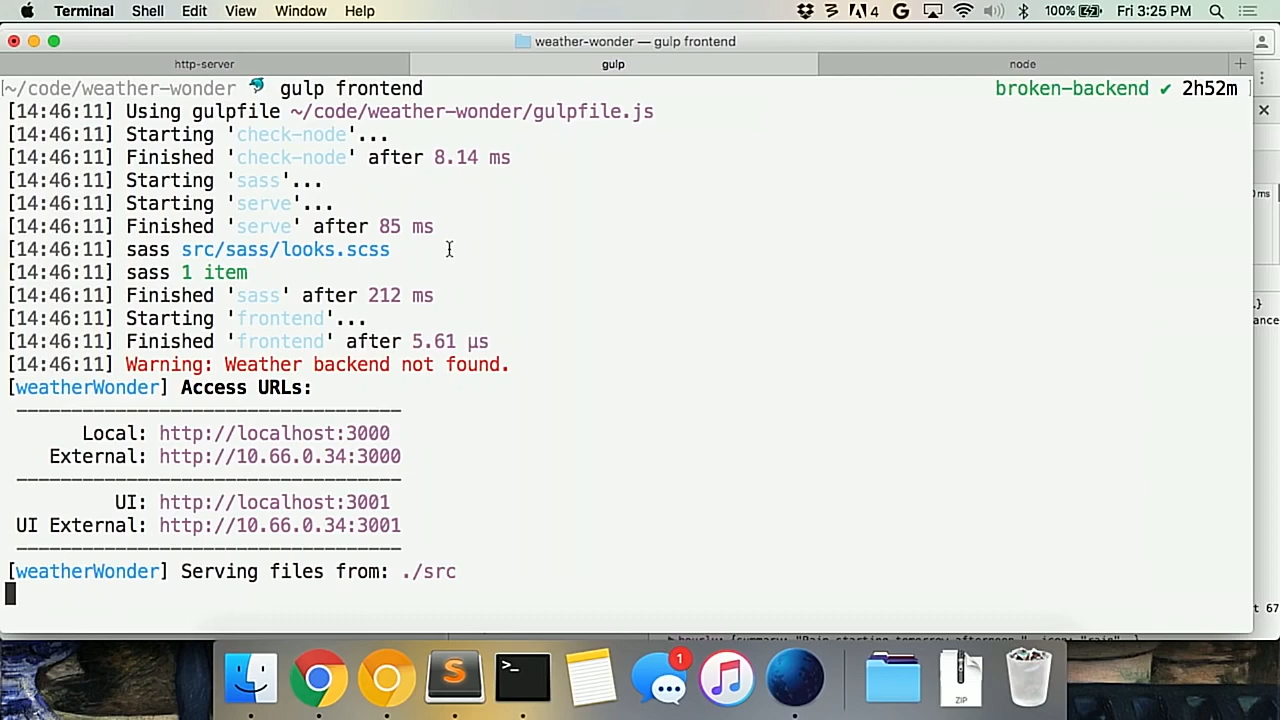 Terminal Shell Edit View Window Help 4 100% Fri 3:25 PM
weather-wonder — gulp frontend
http-server gulp node +
~/code/weather-wonder gulp frontend broken-backend ✔ 2h52m
[14:46:11] Using gulpfile ~/code/weather-wonder/gulpfile.js
[14:46:11] Starting 'check-node'...
[14:46:11] Finished 'check-node' after 8.14 ms
[14:46:11] Starting 'sass'...
[14:46:11] Starting 'serve'...
[14:46:11] Finished 'serve' after 85 ms
[14:46:11] sass src/sass/looks.scss
[14:46:11] sass 1 item
[14:46:11] Finished 'sass' after 212 ms
[14:46:11] Starting 'frontend'...
[14:46:11] Finished 'frontend' after 5.61 μs
[14:46:11] Warning: Weather backend not found.
[weatherWonder] Access URLs:
-----------------------------------
Local: http://localhost:3000
External: http://10.66.0.34:3000
-----------------------------------
UI: http://localhost:3001
UI External: http://10.66.0.34:3001
-----------------------------------
[weatherWonder] Serving files from: ./src
1
ZIP